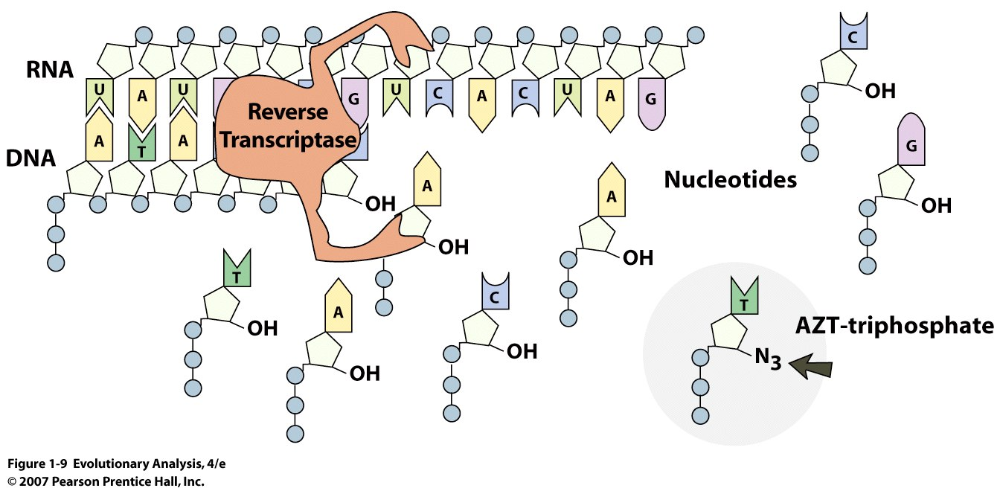 C
RNA
U A U G U C A C U A G
OH
Reverse
Transcriptase
G
DNA
A T A
A
A
Nucleotides
OH
OH
OH
OH
T
A
C
T
AZT-triphosphate
OH
OH
OH
N3
Figure 1-9 Evolutionary Analysis, 4/e
© 2007 Pearson Prentice Hall, Inc.